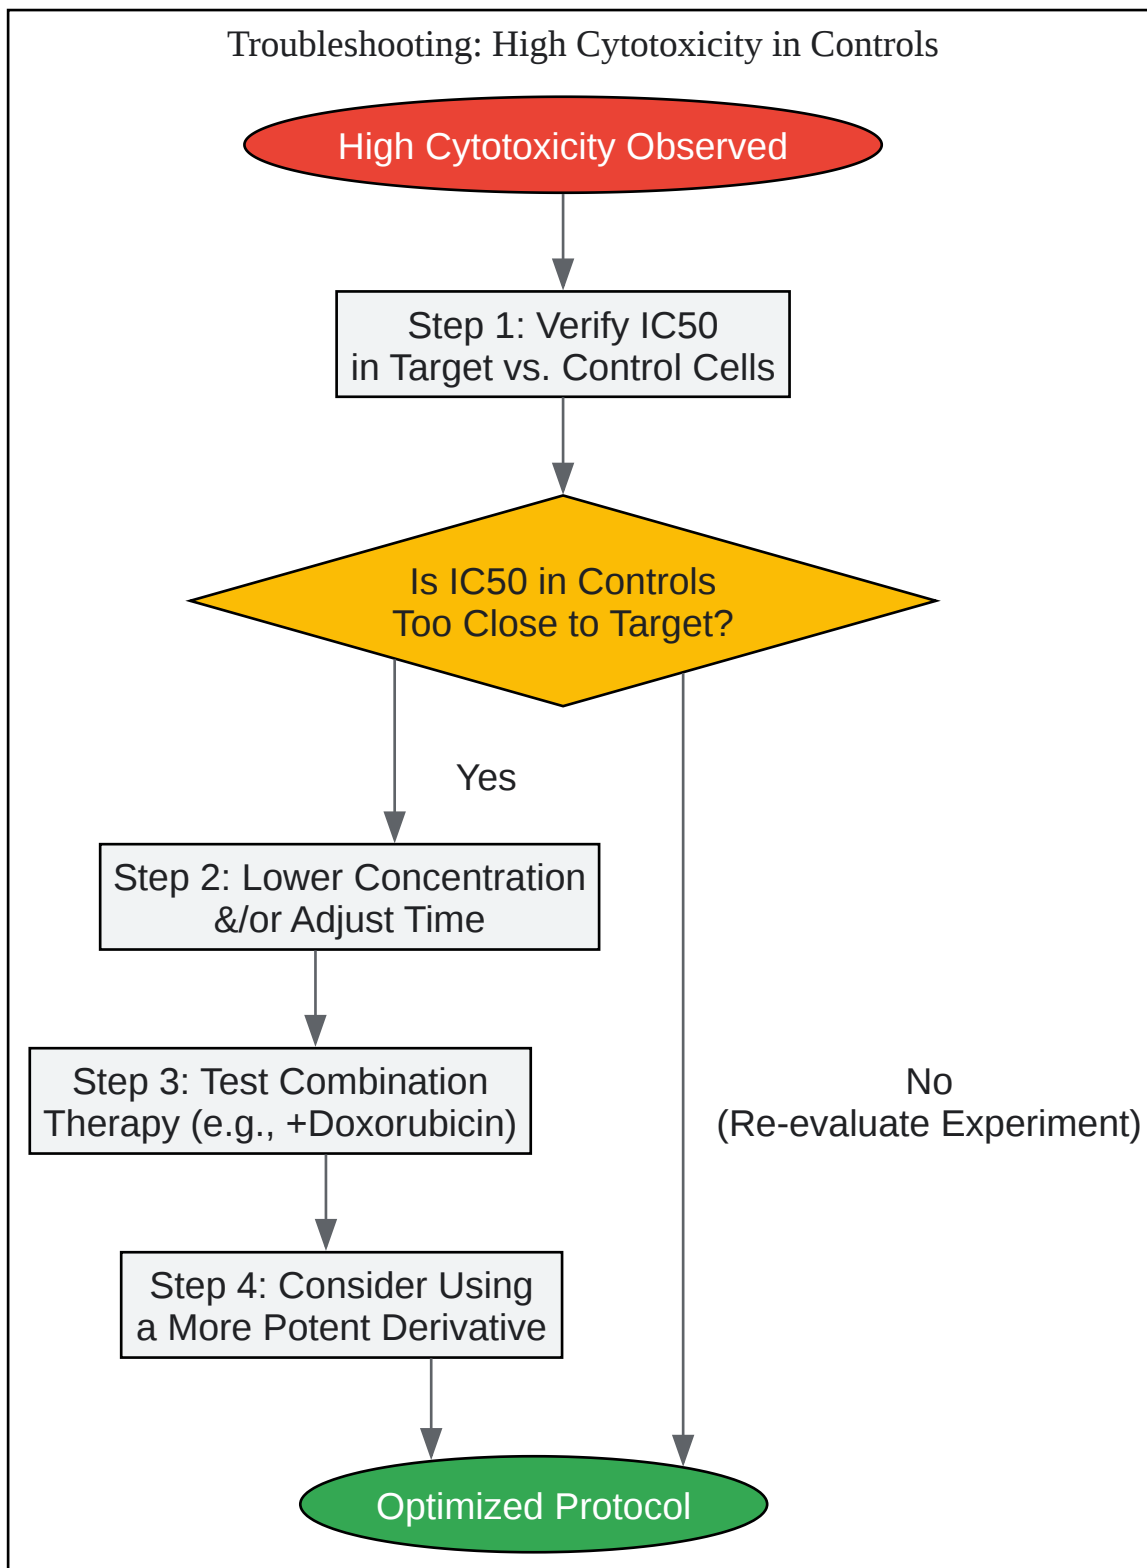 Troubleshooting: High Cytotoxicity in Controls
High Cytotoxicity Observed
Step 1: Verify IC50
in Target vs. Control Cells
Is IC50 in Controls
Too Close to Target?
Yes
Step 2: Lower Concentration
&/or Adjust Time
Step 3: Test Combination
Therapy (e.g., +Doxorubicin)
No
(Re-evaluate Experiment)
Step 4: Consider Using
a More Potent Derivative
Optimized Protocol